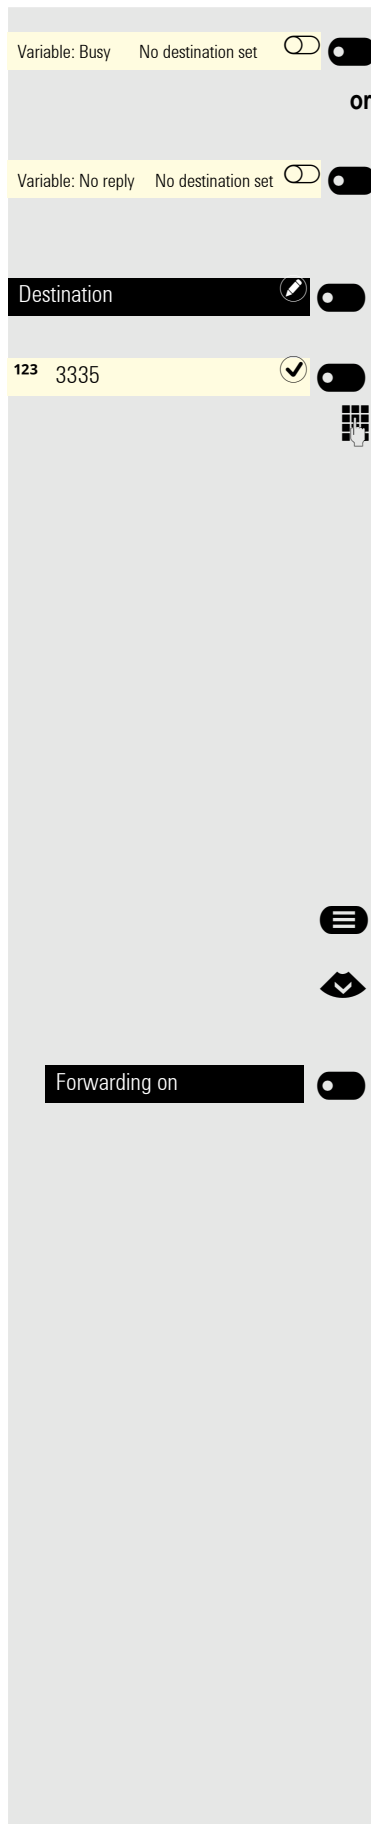 Variable: Busy No destination set
or
Variable: No reply No destination set
Destination
123 3335
Forwarding on